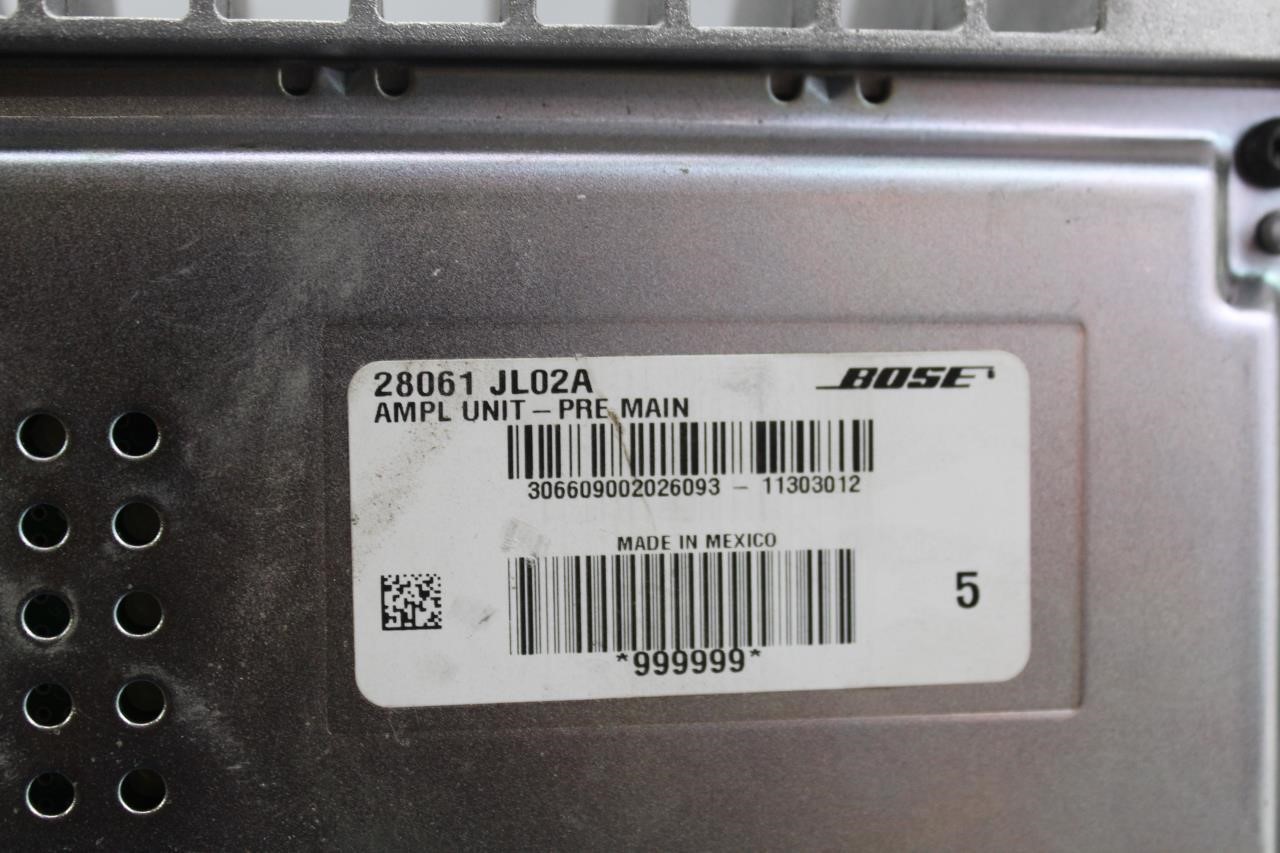 28061 JL02A
BOSE
AMPL UNIT – PRE MAIN
306609002026093 – 11303012
MADE IN MEXICO
5
*999999*